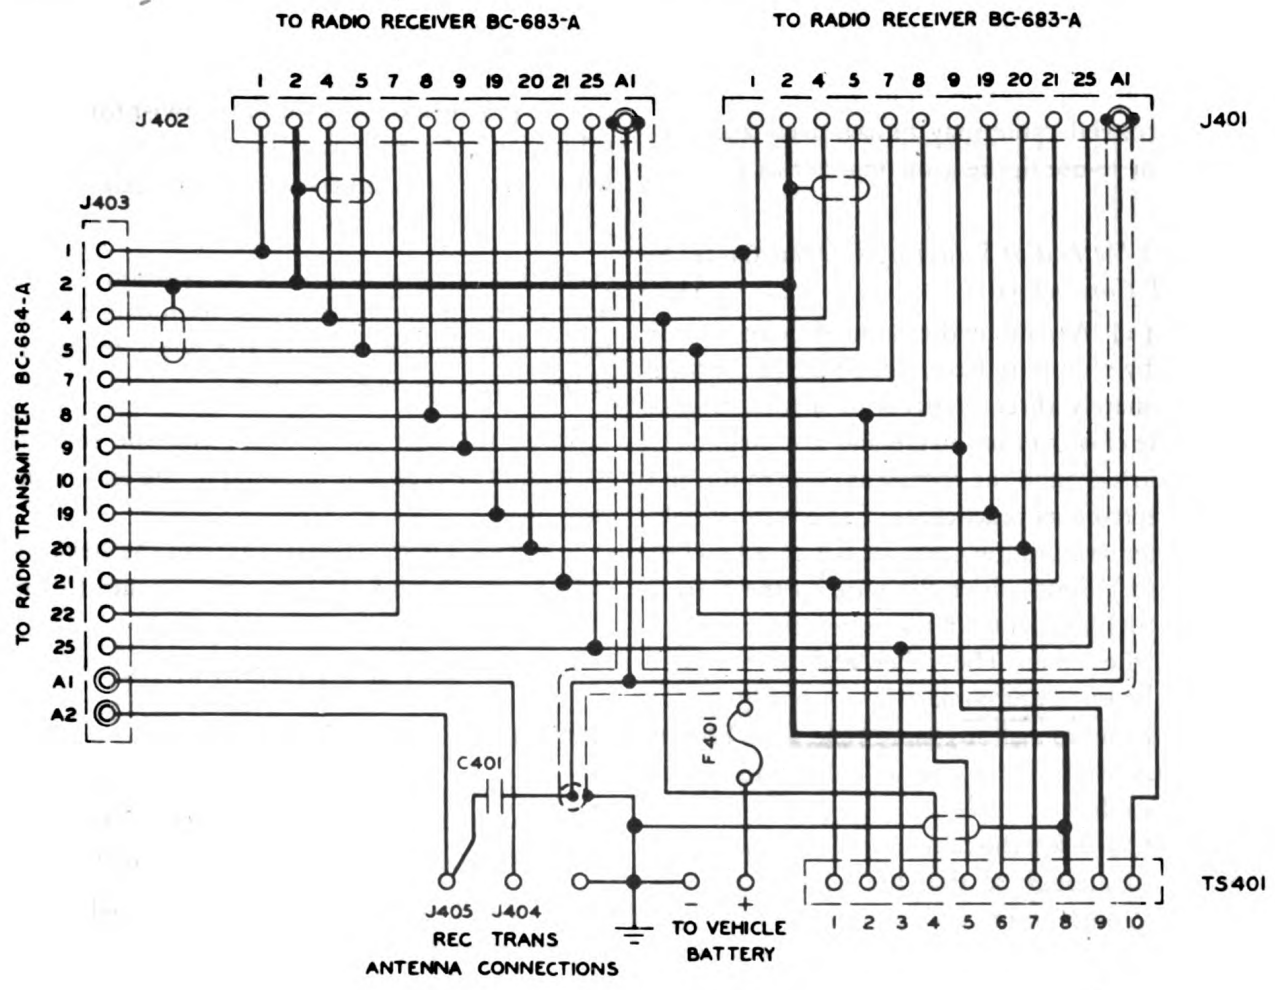 TO RADIO RECEIVER BC-683-A
TO RADIO RECEIVER BC-683-A
1 2 4 5 7 8 9 19 20 21 25 A1
1 2 4 5 7 8 9 19 20 21 25 A1
J402
J401
J403
TO RADIO TRANSMITTER BC-684-A
1
2
4
5
7
8
9
10
19
20
21
22
25
A1
A2
F401
C401
J405 J404
REC TRANS
ANTENNA CONNECTIONS
- +
TO VEHICLE
BATTERY
TS401
1 2 3 4 5 6 7 8 9 10